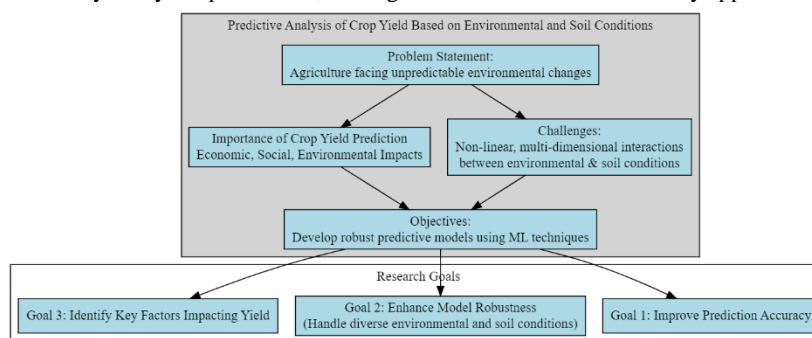 Predictive Analysis of Crop Yield Based on Environmental and Soil Conditions
Problem Statement:
Agriculture facing unpredictable environmental changes
Importance of Crop Yield Prediction
Economic, Social, Environmental Impacts
Challenges:
Non-linear, multi-dimensional interactions
between environmental & soil conditions
Objectives:
Develop robust predictive models using ML techniques
Research Goals
Goal 3: Identify Key Factors Impacting Yield
Goal 2: Enhance Model Robustness
(Handle diverse environmental and soil conditions)
Goal 1: Improve Prediction Accuracy